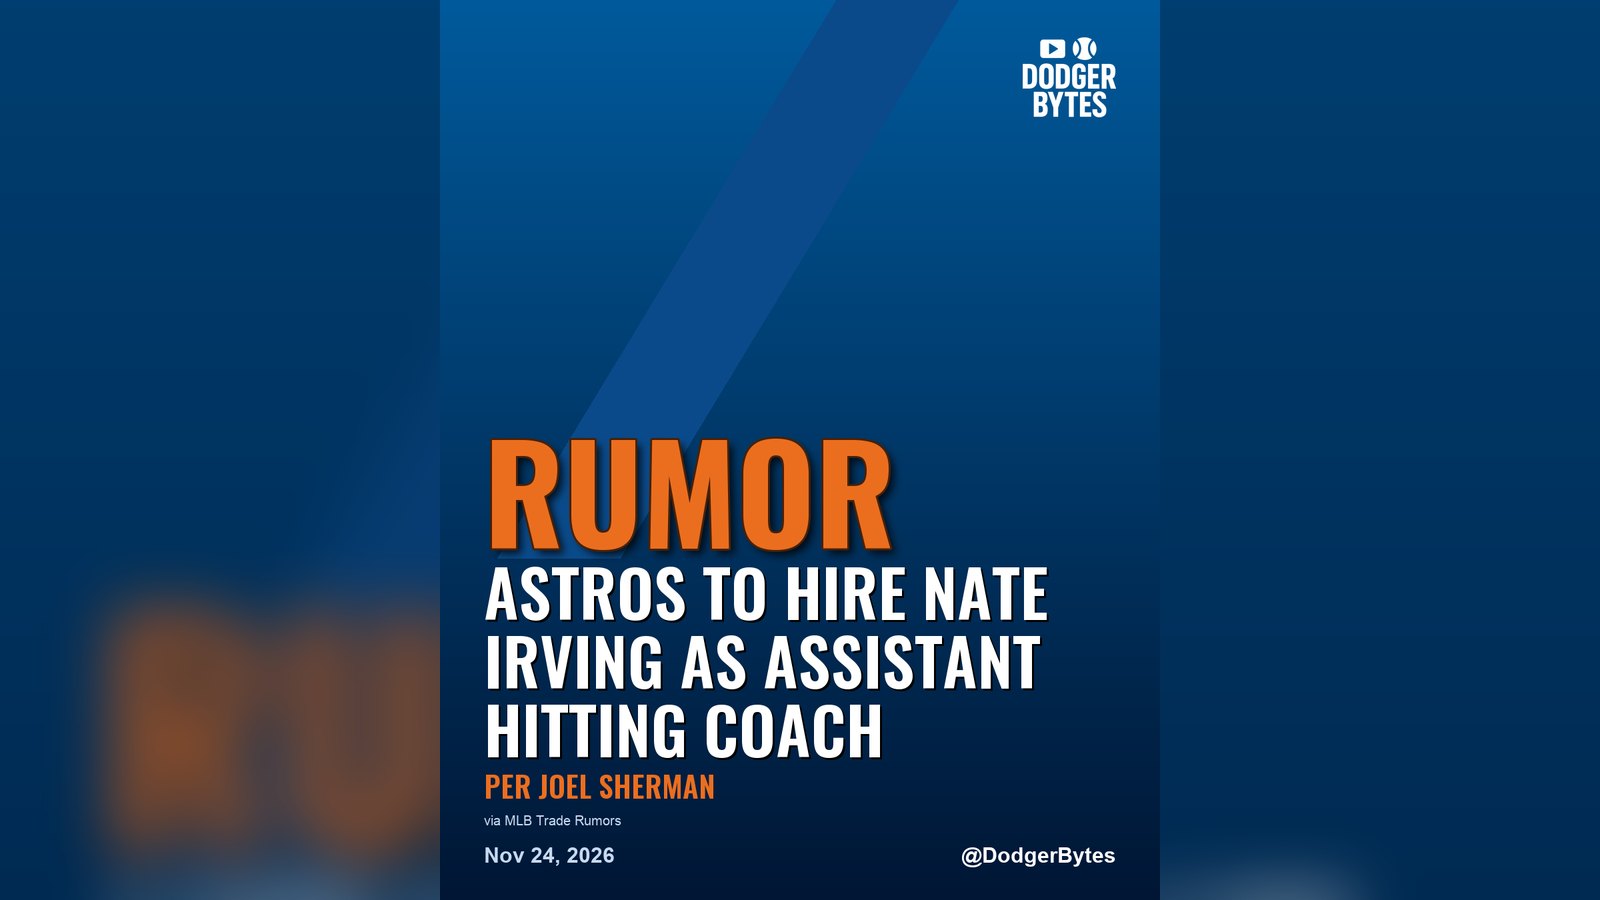 DODGER
BYTES
RUMOR
ASTROS TO HIRE NATE
IRVING AS ASSISTANT
HITTING COACH
PER JOEL SHERMAN
via MLB Trade Rumors
Nov 24, 2026
@DodgerBytes